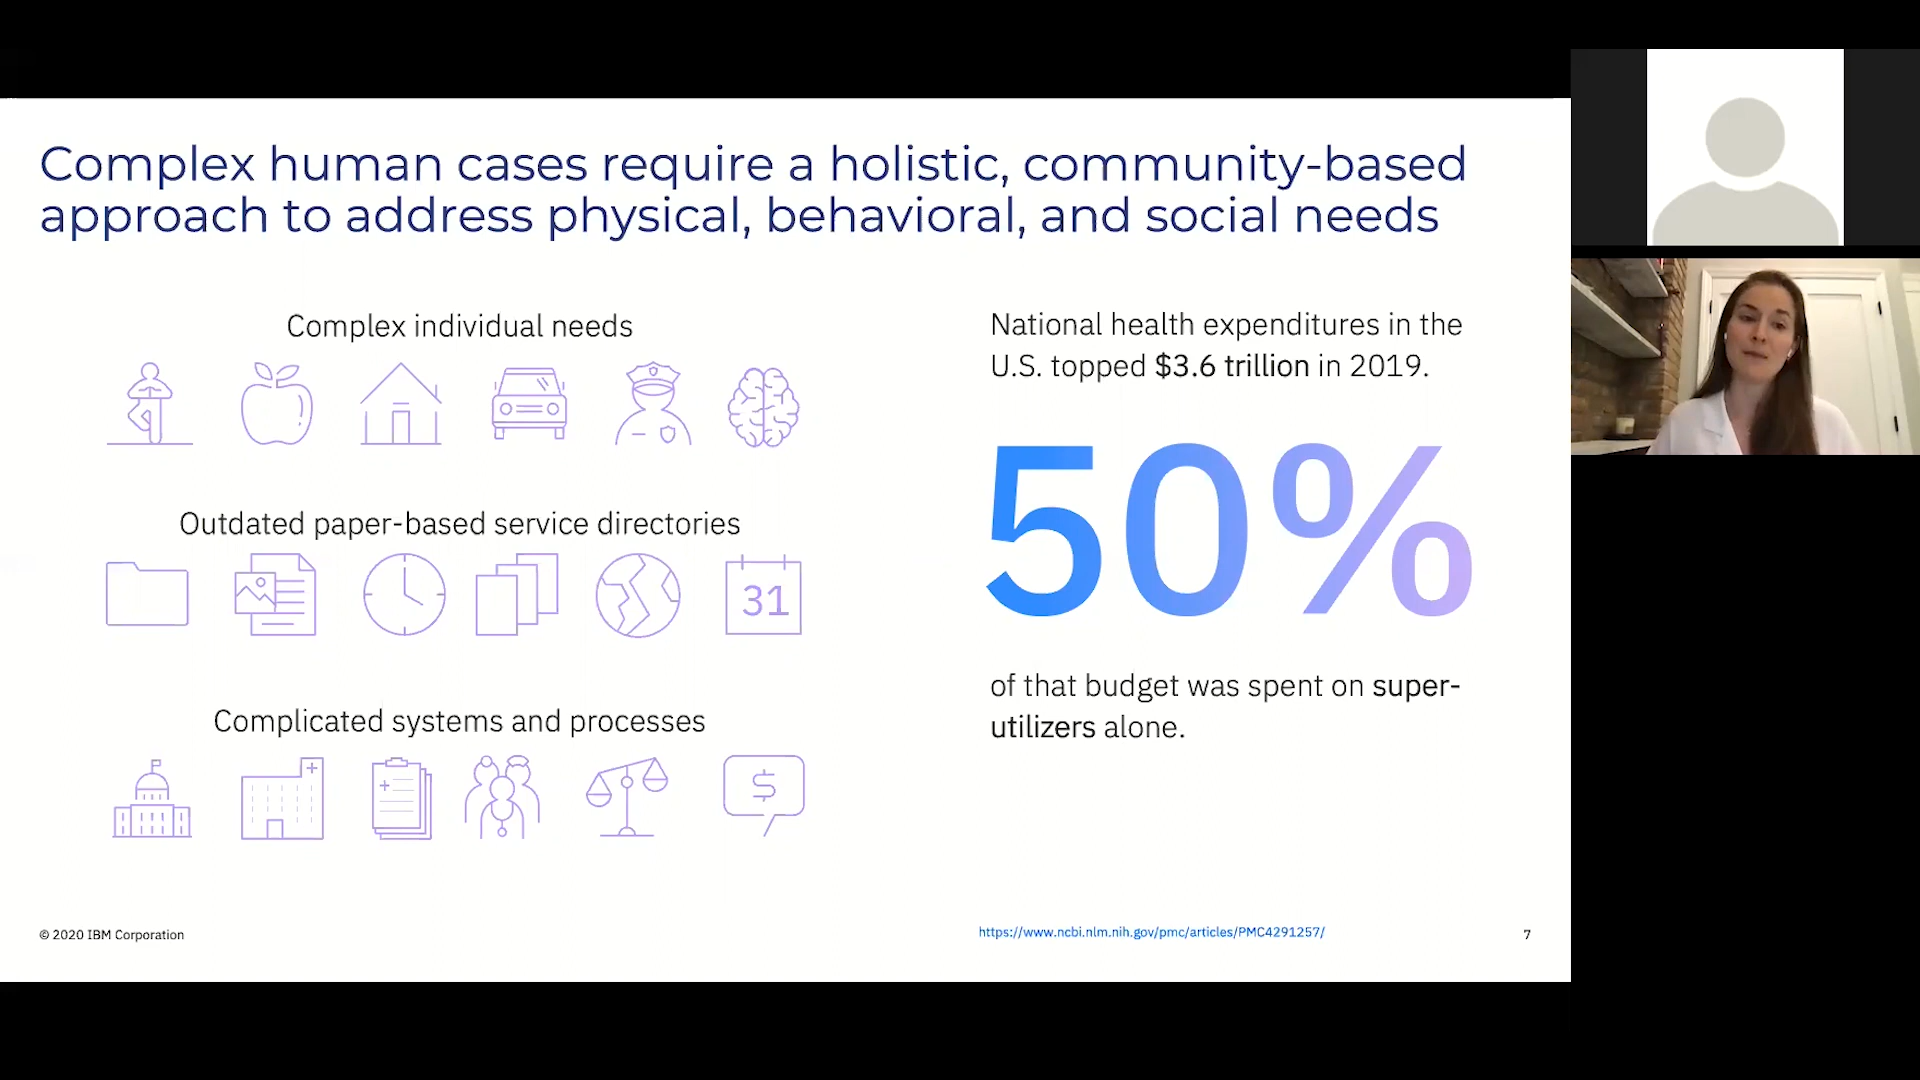 Complex human cases require a holistic, community-based
approach to address physical, behavioral, and social needs
Complex individual needs
Outdated paper-based service directories
31
Complicated systems and processes
$
National health expenditures in the
U.S. topped $3.6 trillion in 2019.
50%
of that budget was spent on super-
utilizers alone.
© 2020 IBM Corporation
https://www.ncbi.nlm.nih.gov/pmc/articles/PMC4291257/
7